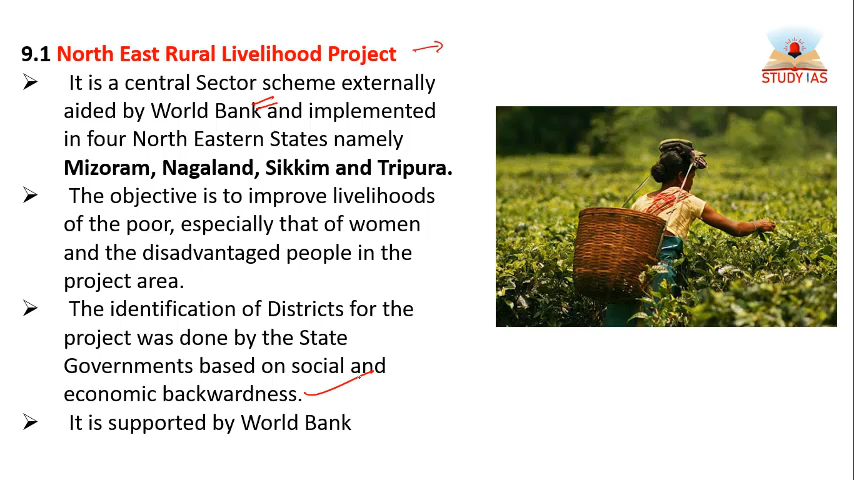 9.1 North East Rural Livelihood Project
➤ It is a central Sector scheme externally
aided by World Bank and implemented
in four North Eastern States namely
Mizoram, Nagaland, Sikkim and Tripura.
➤ The objective is to improve livelihoods
of the poor, especially that of women
and the disadvantaged people in the
project area.
➤ The identification of Districts for the
project was done by the State
Governments based on social and
economic backwardness.
➤ It is supported by World Bank
STUDY IAS